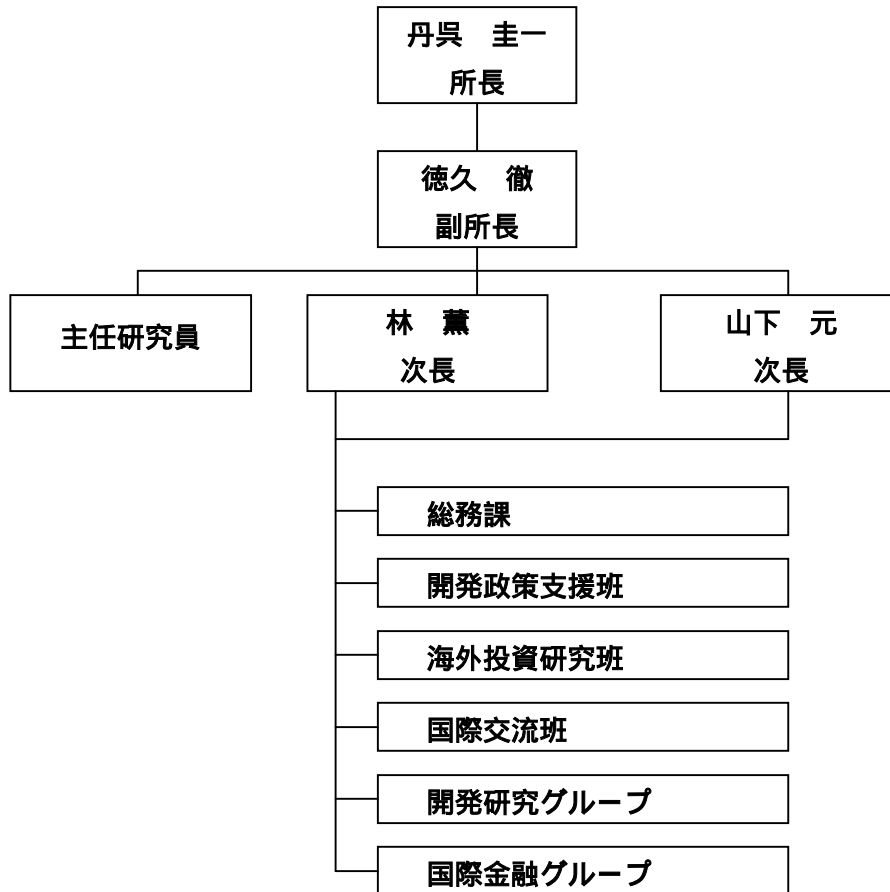 丹呉　圭一
所長
徳久　徹
副所長
主任研究員
林　薫
次長
山下　元
次長
総務課
開発政策支援班
海外投資研究班
国際交流班
開発研究グループ
国際金融グループ